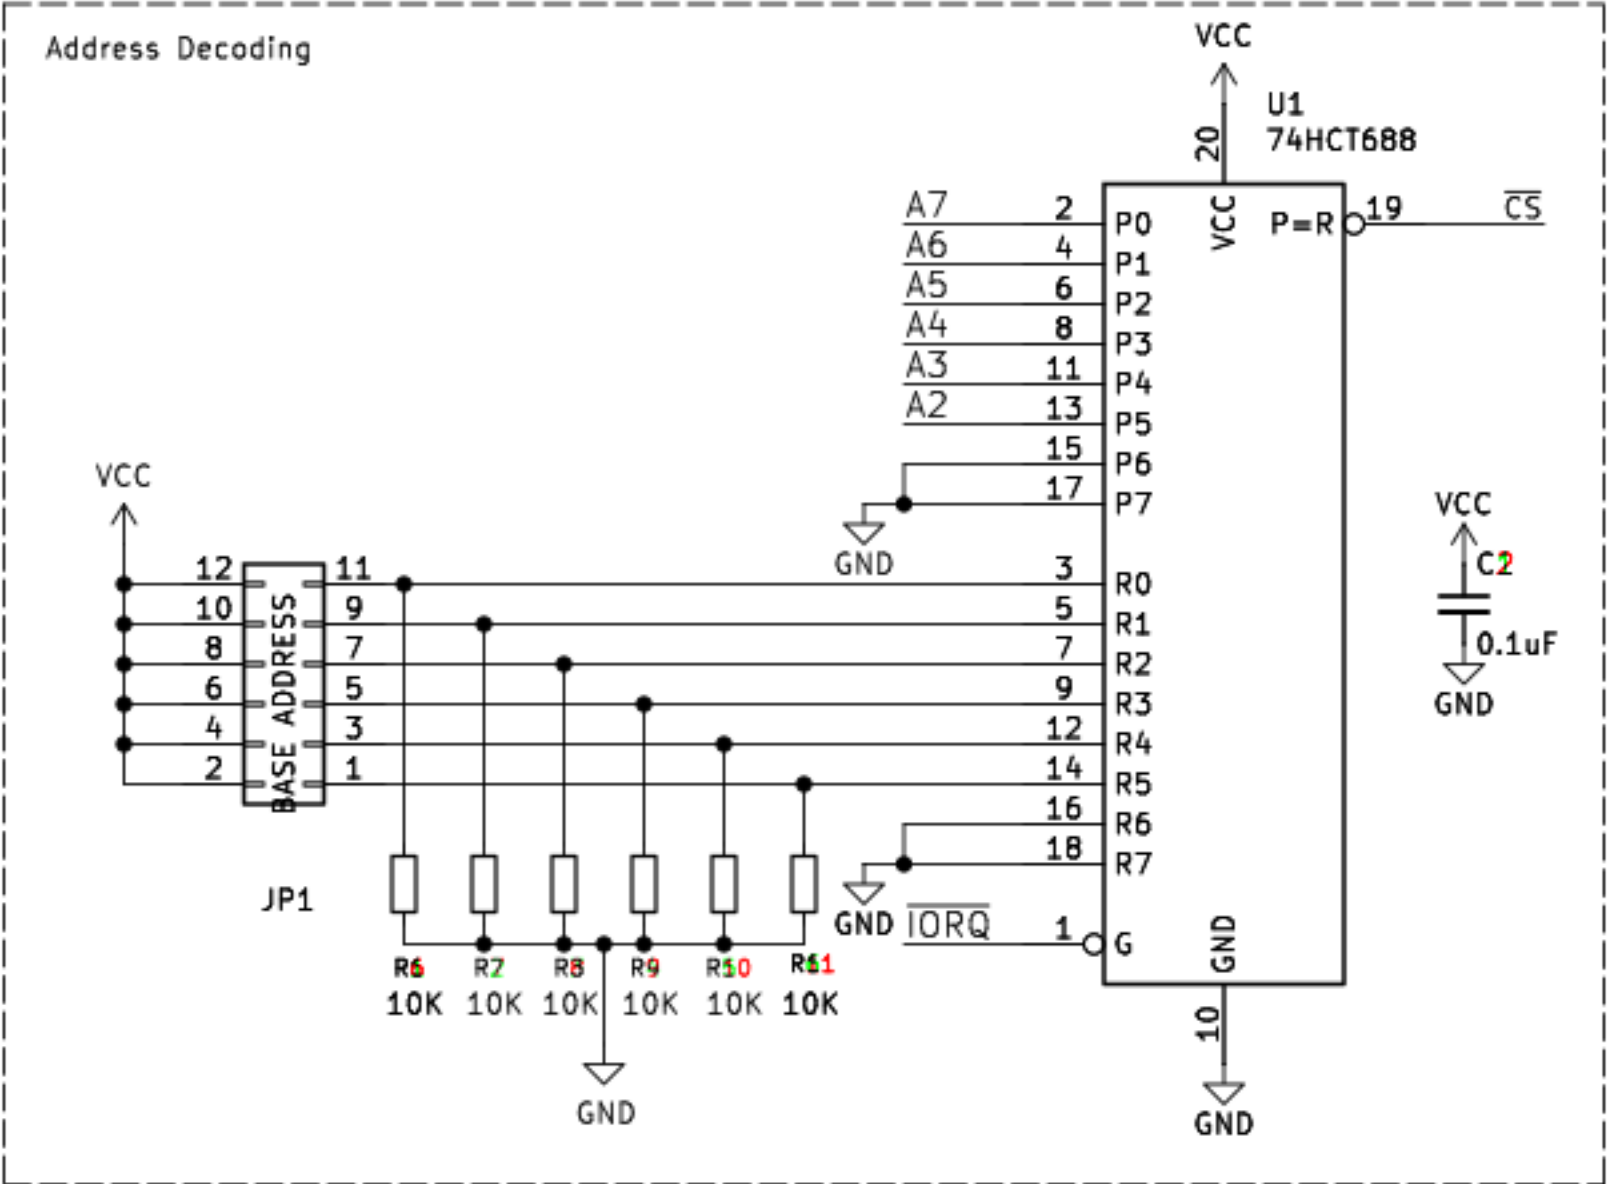 Address Decoding
VCC
U1
74HCT688
20
A7 2 P0 VCC P=R 19 CS
A6 4 P1
A5 6 P2
A4 8 P3
A3 11 P4
A2 13 P5
15 P6
17 P7
GND
VCC
12 11 3 R0
10 9 5 R1
8 7 7 R2
6 5 9 R3
4 3 12 R4
2 1 14 R5
16 R6
18 R7
GND
BASE ADDRESS
JP1
IORQ 1 G
GND
10
GND
10K 10K 10K 10K 10K 10K
GND
VCC
0.1uF
GND